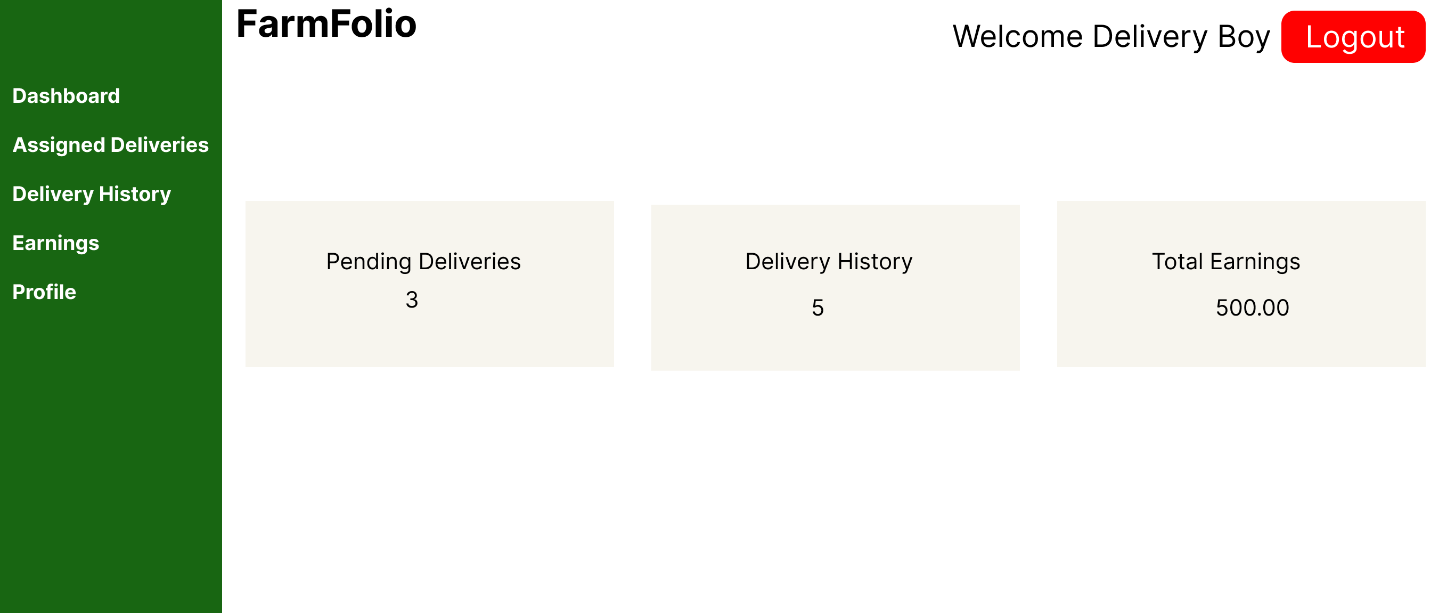 FarmFolio
Welcome Delivery Boy
Logout
Dashboard
Assigned Deliveries
Delivery History
Earnings
Profile
Pending Deliveries
3
Delivery History
5
Total Earnings
500.00